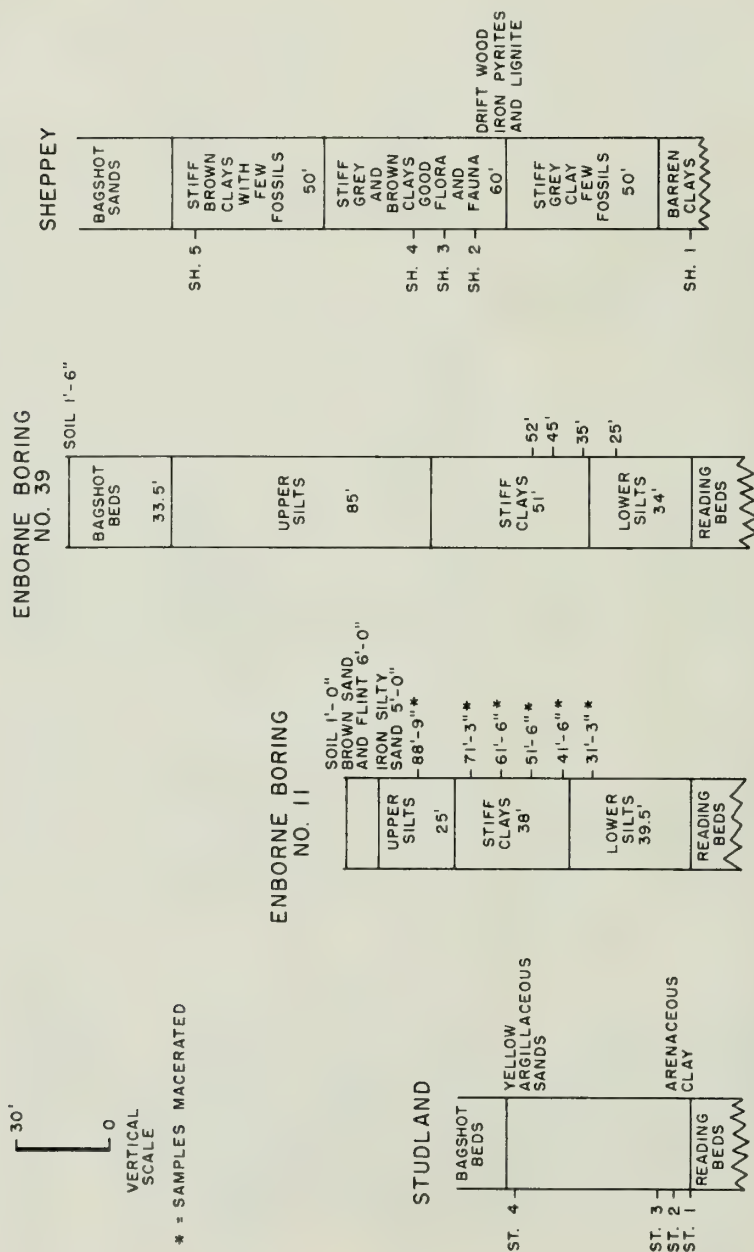 30'
0
VERTICAL
SCALE
* = SAMPLES MACERATED
STUDLAND
BAGSHOT
BEDS
READING
BEDS
ST. 4
ST. 3
ST. 2
ST. 1
YELLOW
ARGILLACEOUS
SANDS
ARENACEOUS
CLAY
ENBORNE BORING
NO. 11
SOIL 1'-0"
BROWN SAND
AND FLINT 6'-0"
IRON SILTY
SAND 5'-0"
88'-9"*
71'-3"*
61'-6"*
51'-6"*
41'-6"*
31'-3"*
UPPER
SILTS
25'
STIFF
CLAYS
38'
LOWER
SILTS
39.5'
READING
BEDS
ENBORNE BORING
NO. 39
SOIL 1'-6"
BAGSHOT
BEDS
33.5'
UPPER
SILTS
85'
STIFF
CLAYS
51'
LOWER
SILTS
34'
READING
BEDS
52'
45'
35'
25'
SHEPPEY
BAGSHOT
SANDS
STIFF
BROWN
CLAYS
WITH
FEW
FOSSILS
50'
STIFF
GREY
AND
BROWN
CLAYS
GOOD
FLORA
AND
FAUNA
60'
STIFF
GREY
CLAY
FEW
FOSSILS
50'
BARREN
CLAYS
SH. 5
SH. 4
SH. 3
SH. 2
SH. 1
DRIFT WOOD
IRON PYRITES
AND LIGNITE